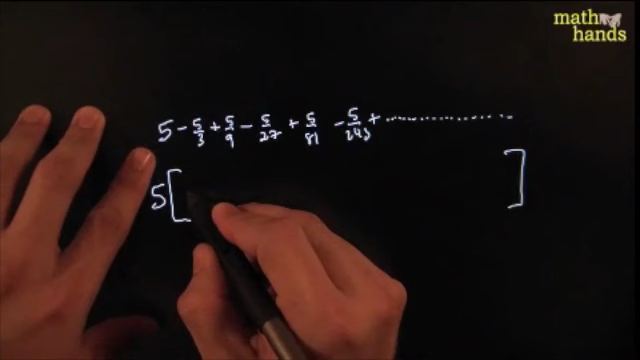 math
hands
5 - 5/3 + 5/9 - 5/27 + 5/81 - 5/243 + ..........
5 [ ]